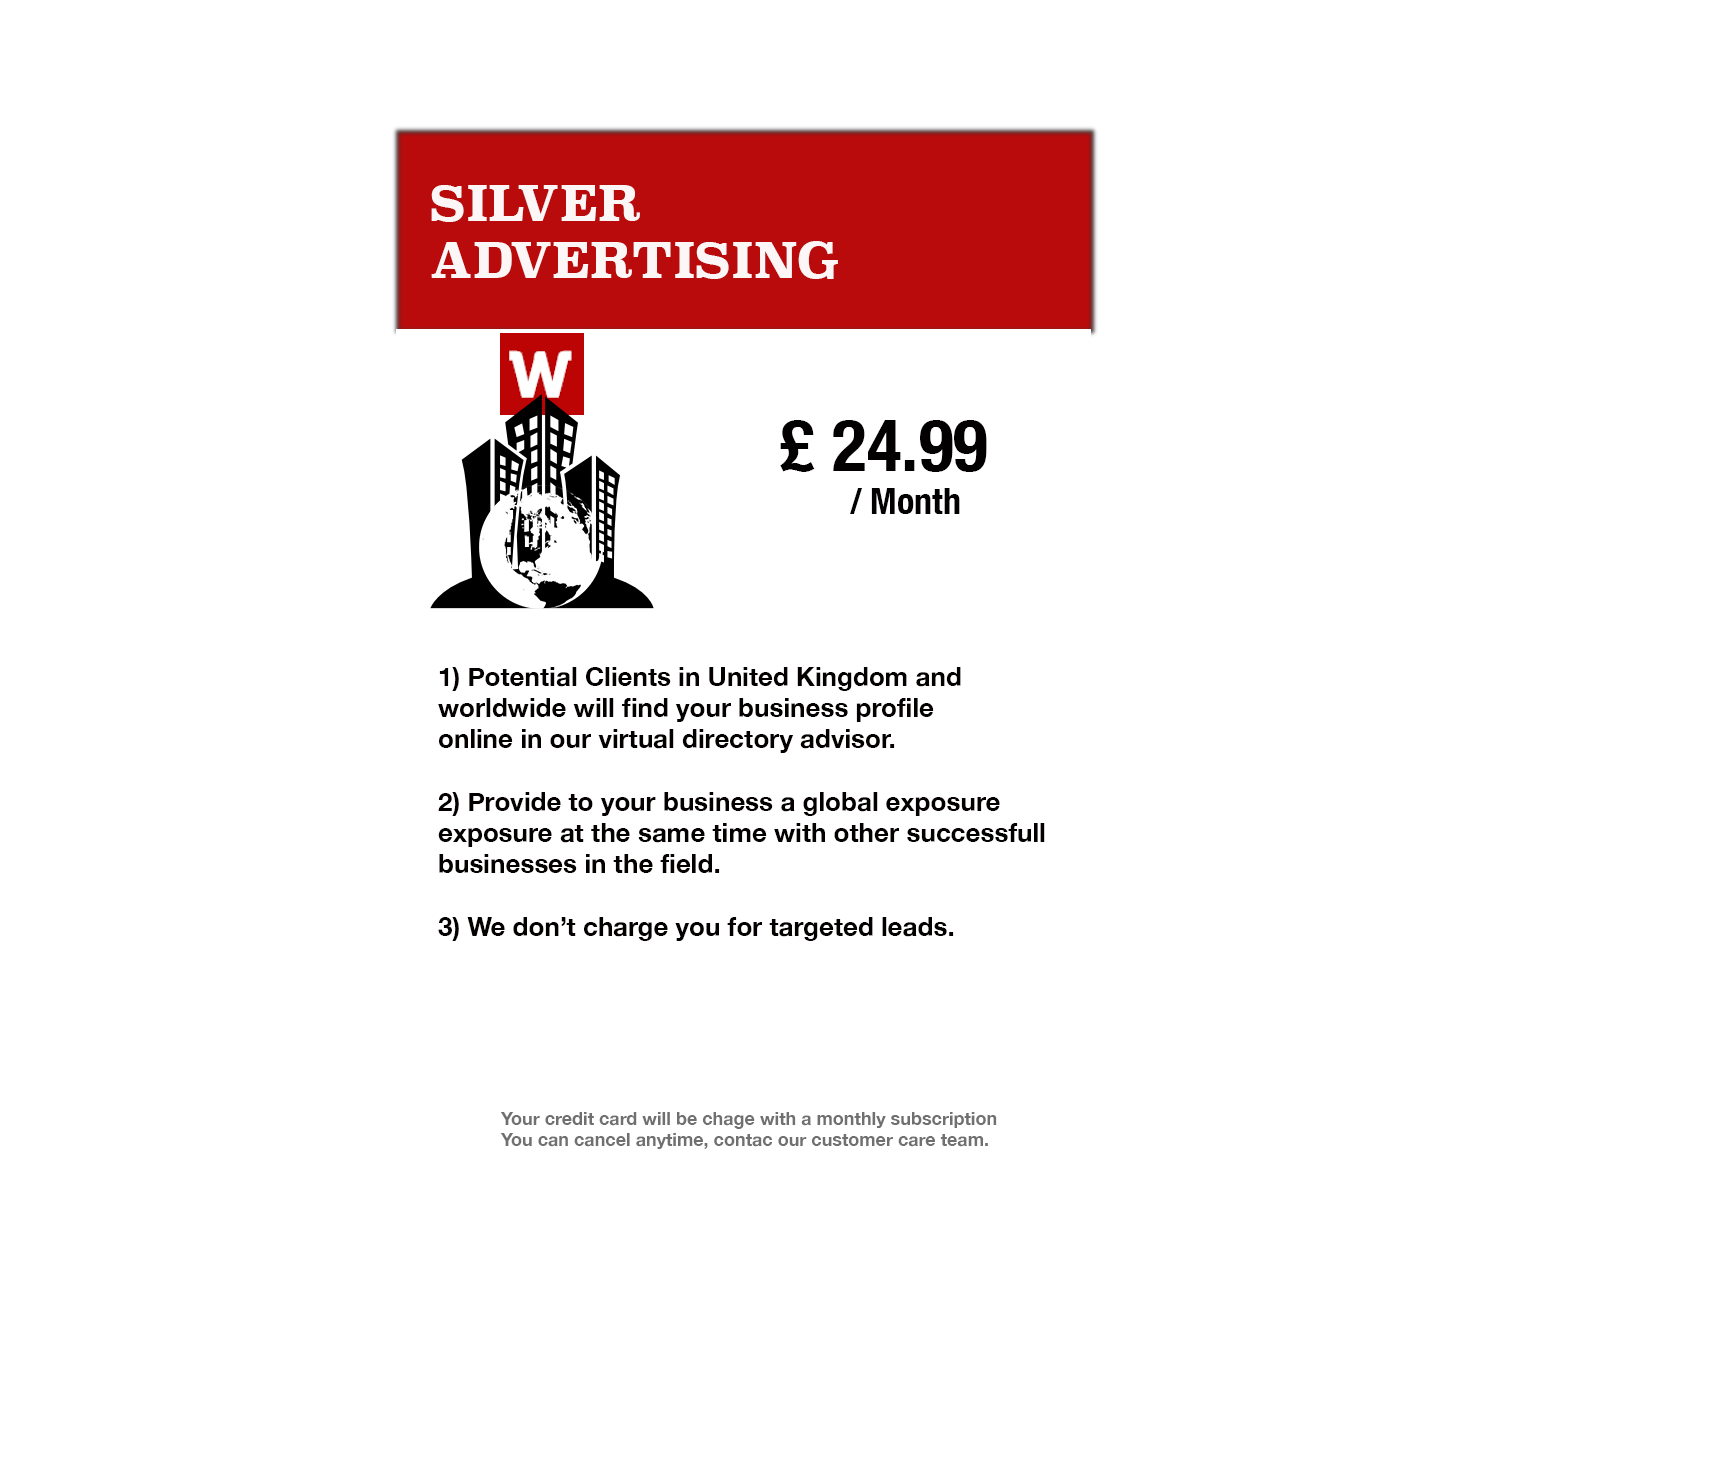 SILVER
ADVERTISING
W
£ 24.99
/ Month
1) Potential Clients in United Kingdom and
worldwide will find your business profile
online in our virtual directory advisor.
2) Provide to your business a global exposure
exposure at the same time with other successfull
businesses in the field.
3) We don’t charge you for targeted leads.
Your credit card will be chage with a monthly subscription
You can cancel anytime, contac our customer care team.